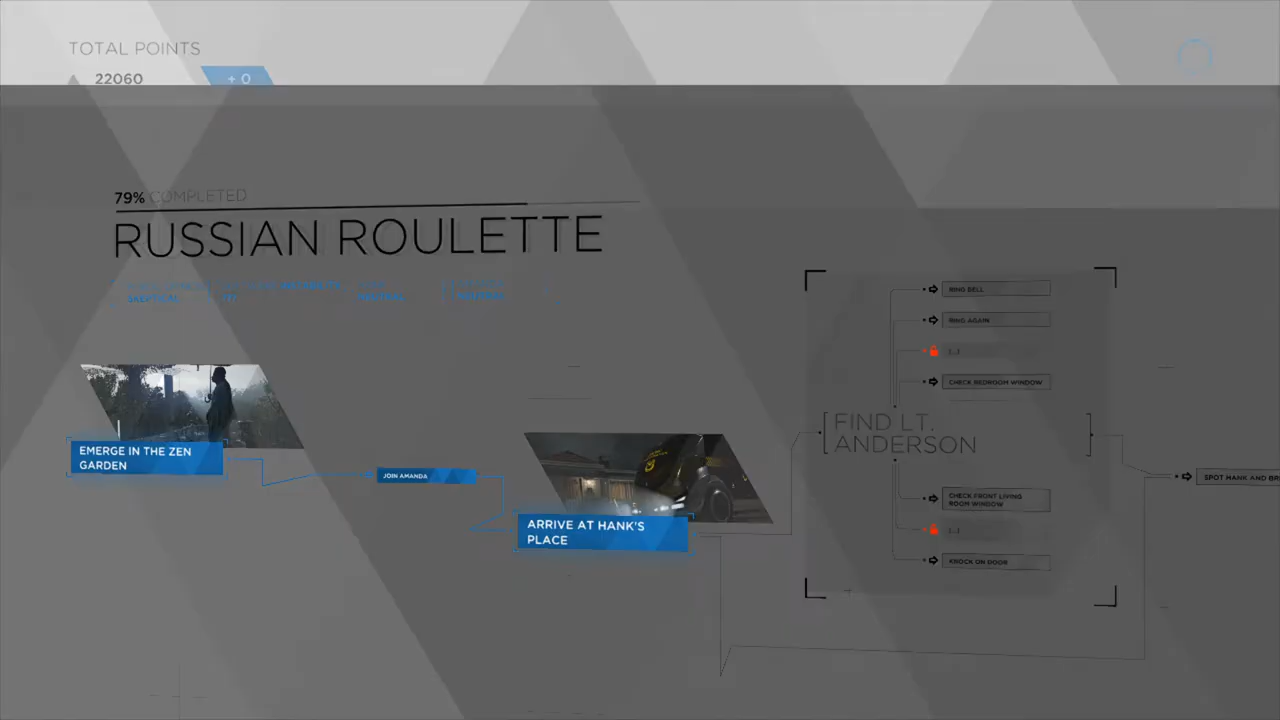 TOTAL POINTS
22060
+ 0
79% COMPLETED
RUSSIAN ROULETTE
SKEPTICAL
RING BELL
RING AGAIN
[...]
CHECK BEDROOM WINDOW
FIND LT.
ANDERSON
EMERGE IN THE ZEN
GARDEN
JOIN AMANDA
SPOT HANK AND
CHECK FRONT LIVING
ROOM WINDOW
ARRIVE AT HANK'S
PLACE
[...]
KNOCK ON DOOR